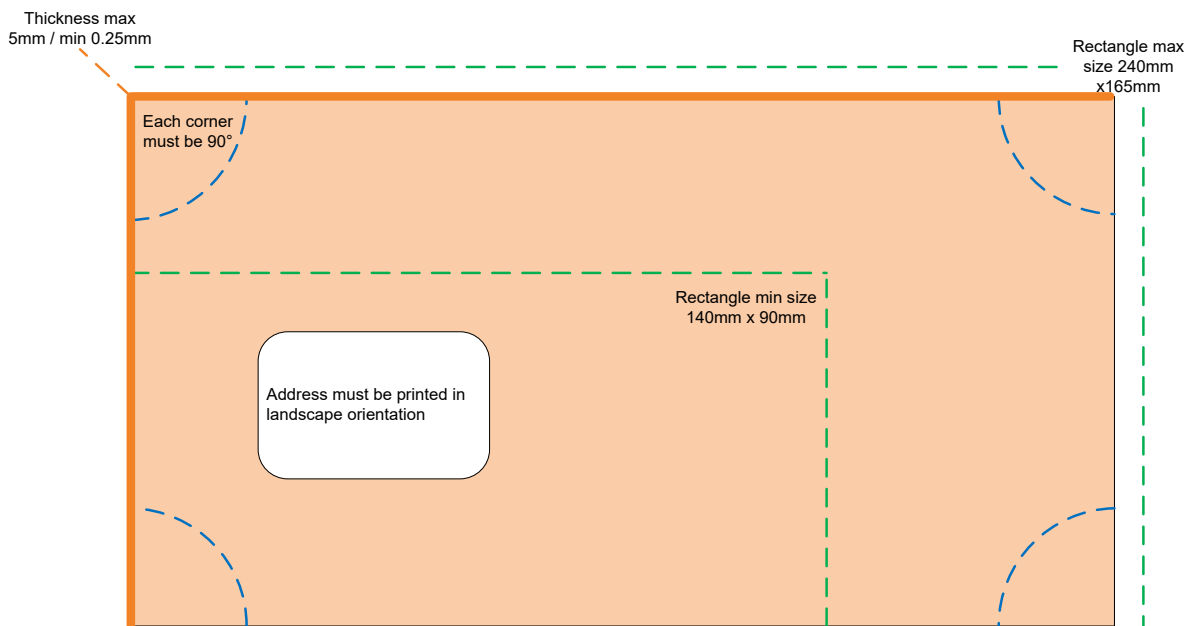 Thickness max
5mm / min 0.25mm
Rectangle max
size 240mm
x165mm
Each corner
must be 90°
Rectangle min size
140mm x 90mm
Address must be printed in
landscape orientation